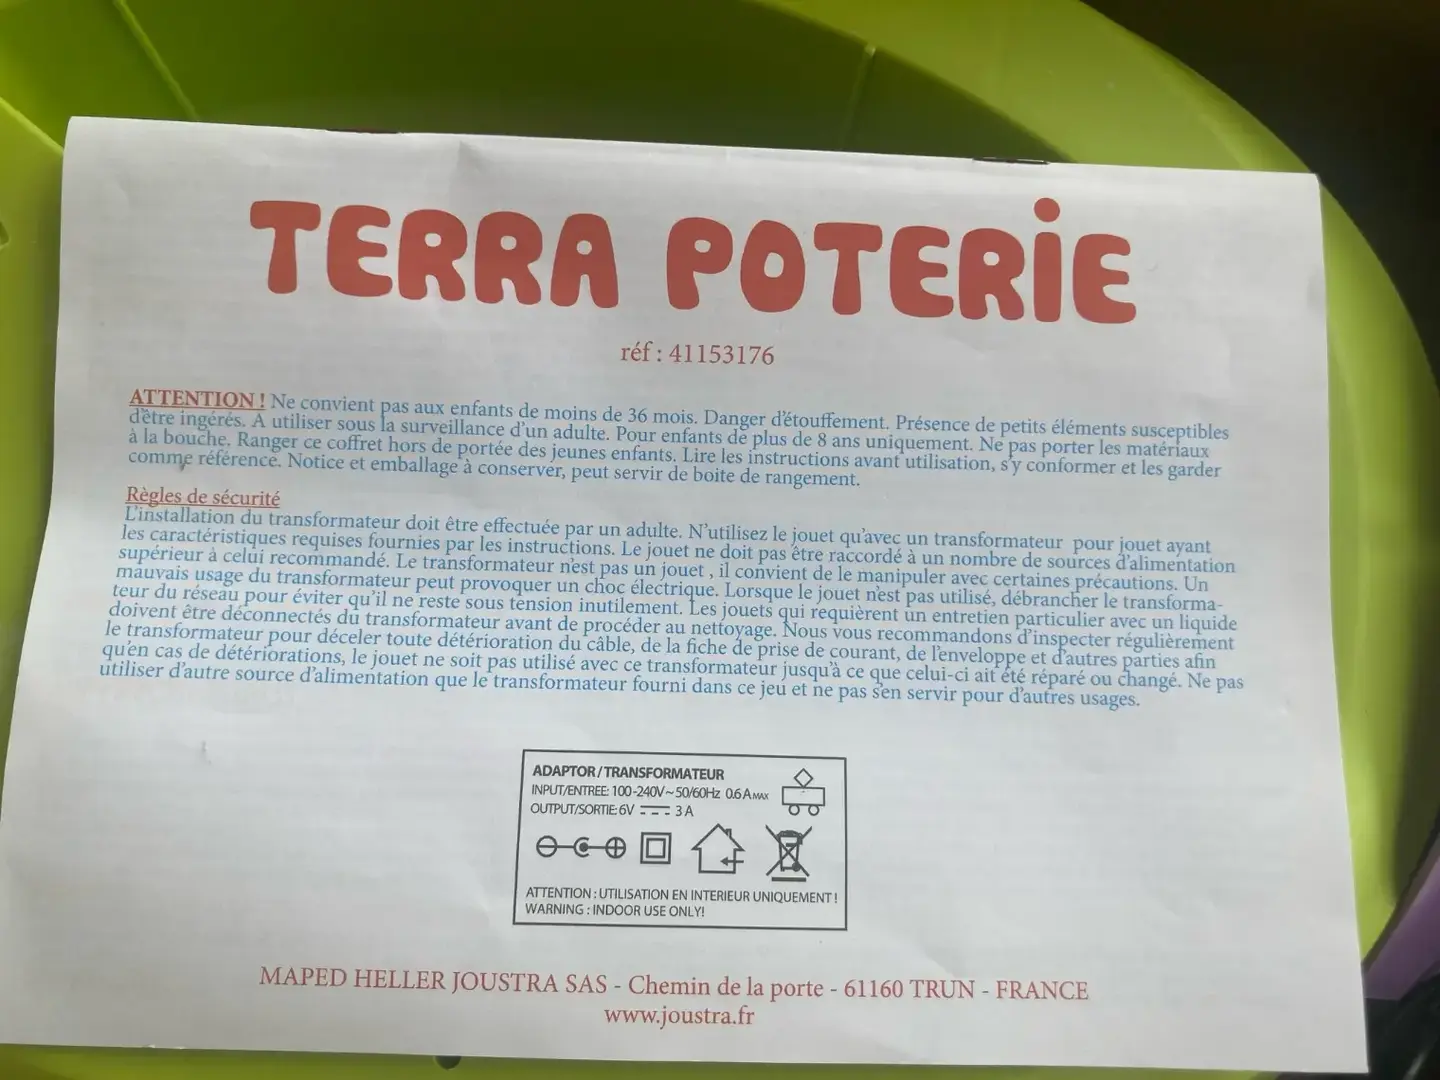 TERRA POTERIE
réf : 41153176
ATTENTION ! Ne convient pas aux enfants de moins de 36 mois. Danger d'étouffement. Présence de petits éléments susceptibles
d'être ingérés. A utiliser sous la surveillance d'un adulte. Pour enfants de plus de 8 ans uniquement. Ne pas porter les matériaux
à la bouche. Ranger ce coffret hors de portée des jeunes enfants. Lire les instructions avant utilisation, s'y conformer et les garder
comme référence. Notice et emballage à conserver, peut servir de boite de rangement.
Règles de sécurité
L'installation du transformateur doit être effectuée par un adulte. N'utilisez le jouet qu'avec un transformateur pour jouet ayant
les caractéristiques requises fournies par les instructions. Le jouet ne doit pas être raccordé à un nombre de sources d'alimentation
supérieur à celui recommandé. Le transformateur n'est pas un jouet , il convient de le manipuler avec certaines précautions. Un
mauvais usage du transformateur peut provoquer un choc électrique. Lorsque le jouet n'est pas utilisé, débrancher le transforma-
teur du réseau pour éviter qu'il ne reste sous tension inutilement. Les jouets qui requièrent un entretien particulier avec un liquide
doivent être déconnectés du transformateur avant de procéder au nettoyage. Nous vous recommandons d'inspecter régulièrement
le transformateur pour déceler toute détérioration du câble, de la fiche de prise de courant, de l'enveloppe et d'autres parties afin
qu'en cas de détériorations, le jouet ne soit pas utilisé avec ce transformateur jusqu'à ce que celui-ci ait été réparé ou changé. Ne pas
utiliser d'autre source d'alimentation que le transformateur fourni dans ce jeu et ne pas s'en servir pour d'autres usages.
ADAPTOR / TRANSFORMATEUR
INPUT/ENTREE: 100-240V~ 50/60Hz 0.6 A MAX
OUTPUT/SORTIE: 6V ⎓ 3 A
ATTENTION : UTILISATION EN INTERIEUR UNIQUEMENT !
WARNING : INDOOR USE ONLY!
MAPED HELLER JOUSTRA SAS - Chemin de la porte - 61160 TRUN - FRANCE
www.joustra.fr